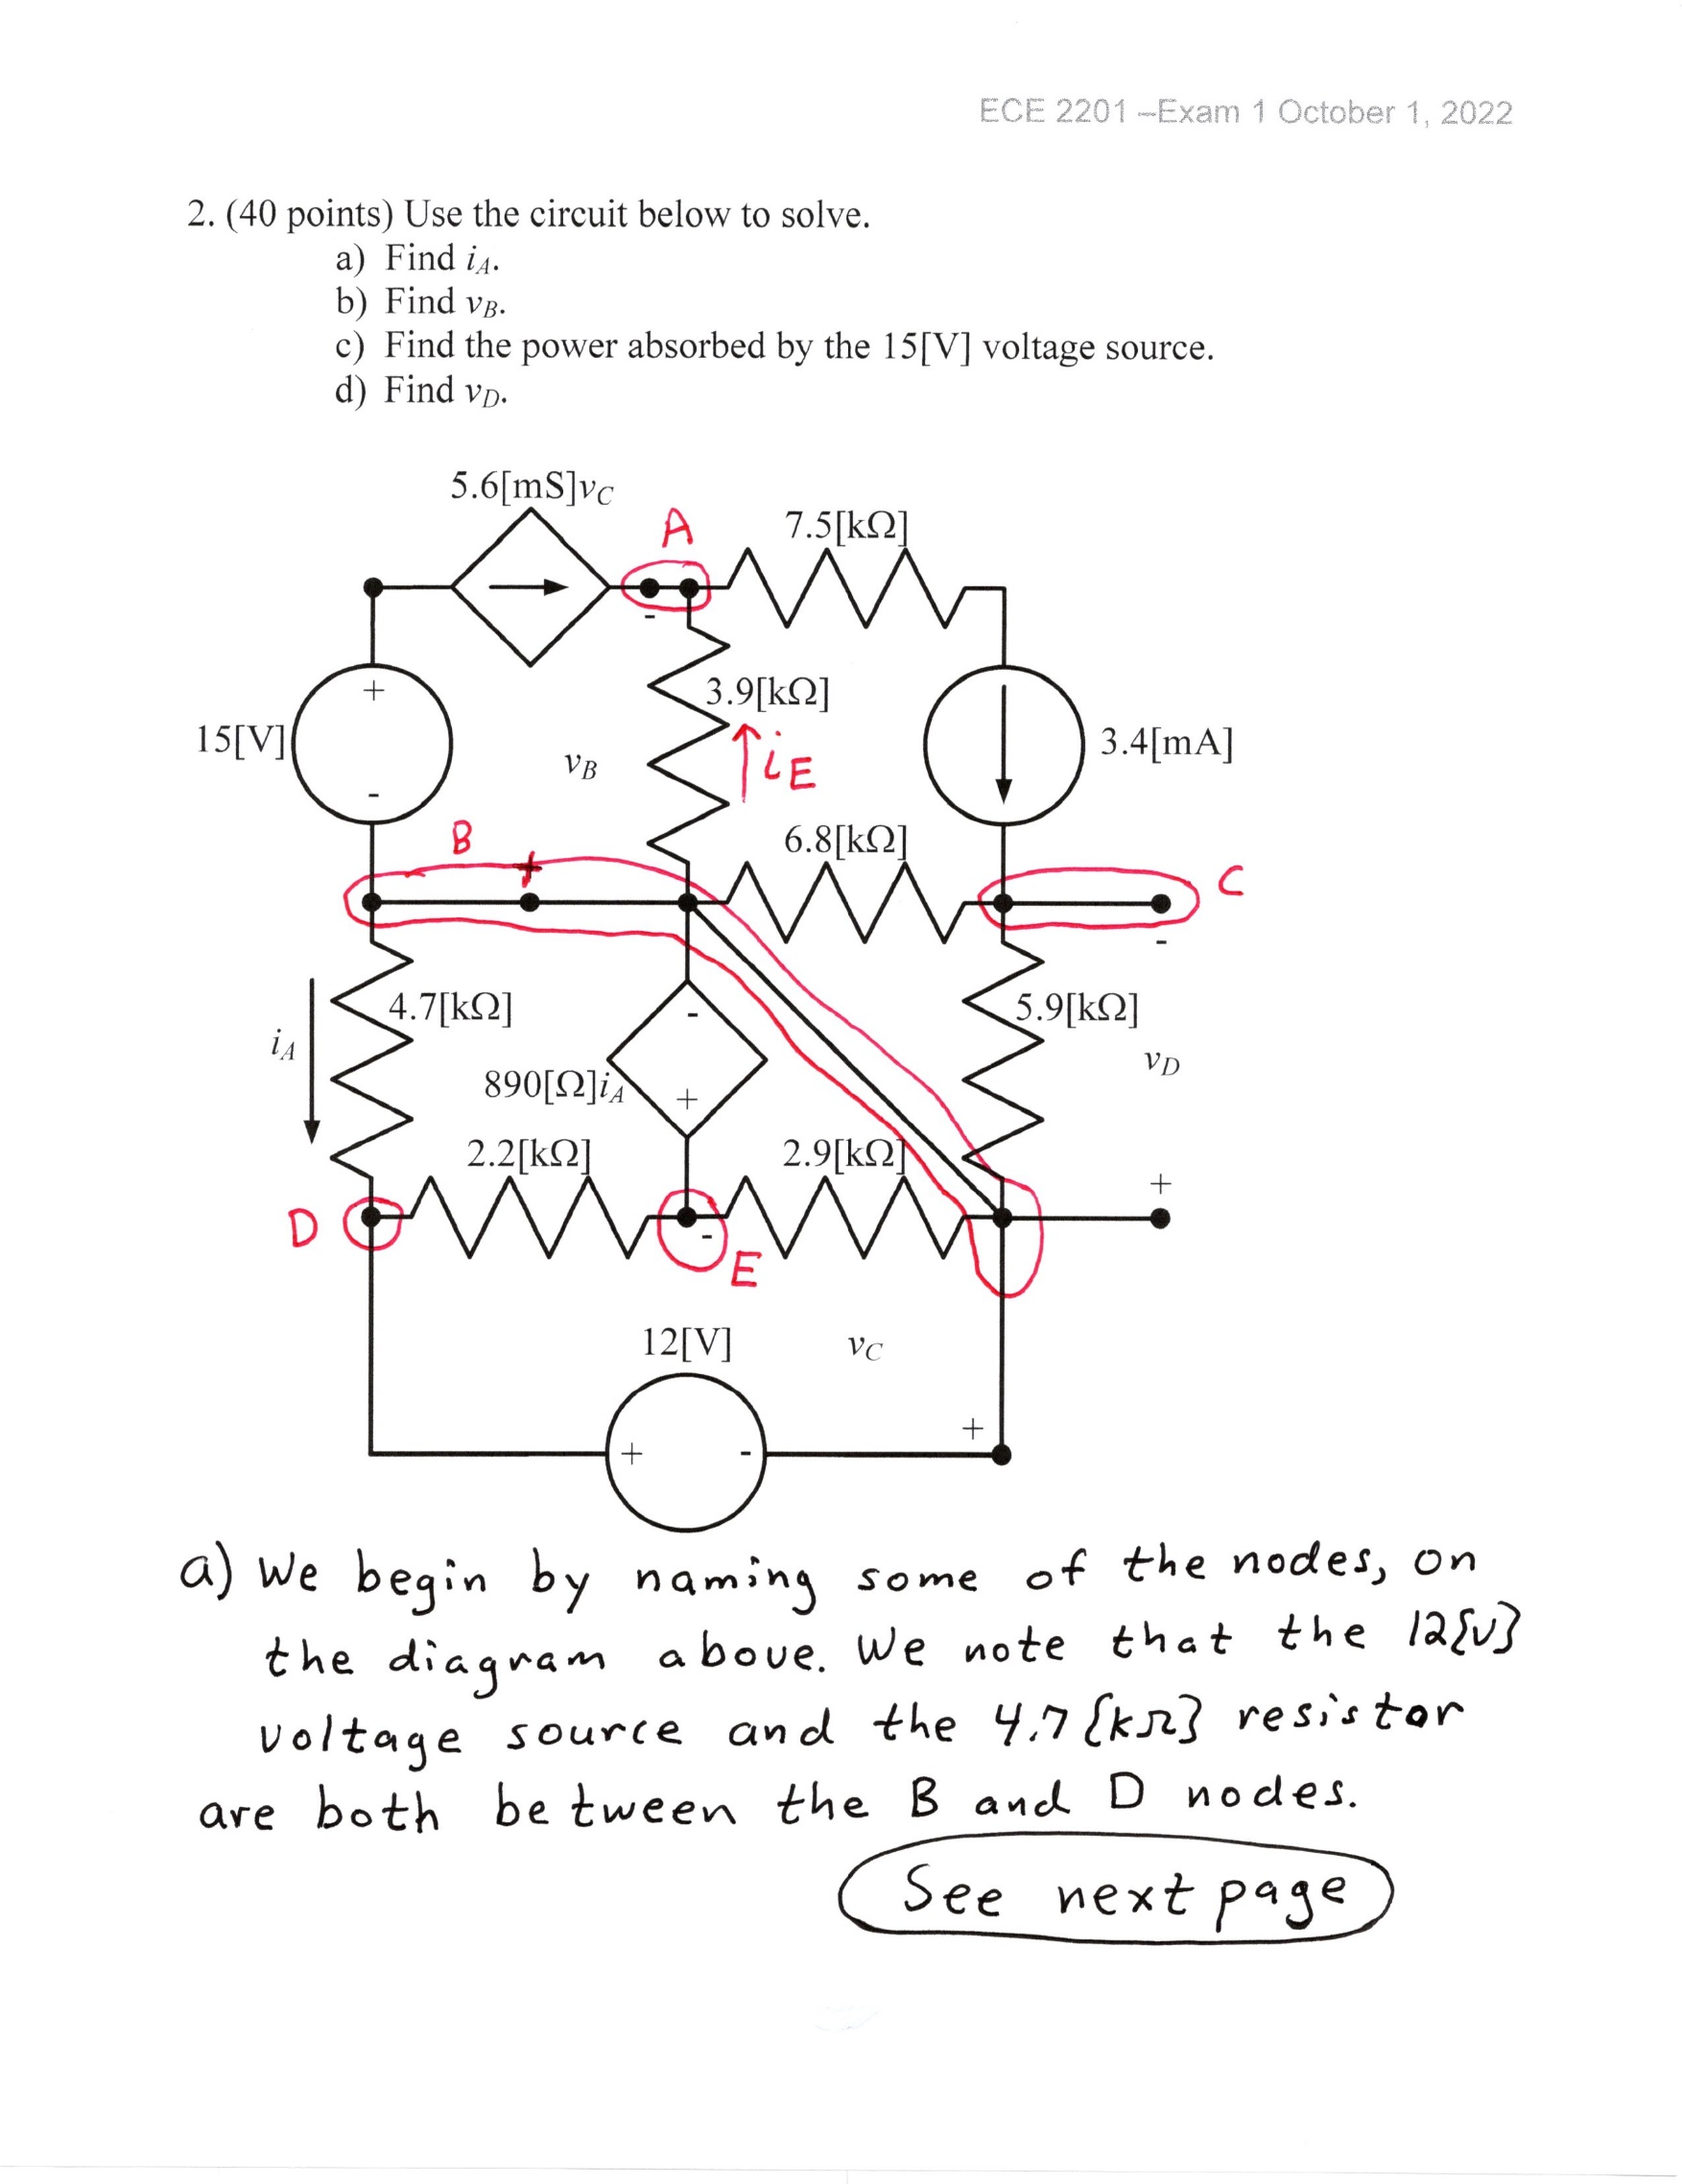 ECE 2201 –Exam 1 October 1, 2022
2. (40 points) Use the circuit below to solve.
a) Find iA.
b) Find vB.
c) Find the power absorbed by the 15[V] voltage source.
d) Find vD.
5.6[mS]vC
A
7.5[kΩ]
-
+
3.9[kΩ]
15[V]
3.4[mA]
vB
iE
-
B
+
6.8[kΩ]
C
-
4.7[kΩ]
-
5.9[kΩ]
iA
vD
890[Ω]iA
+
2.2[kΩ]
2.9[kΩ]
+
D
-
E
12[V]
vC
+
-
+
a) We begin by naming some of the nodes, on
the diagram above. We note that the 12{V}
voltage source and the 4.7{kΩ} resistor
are both between the B and D nodes.
See next page